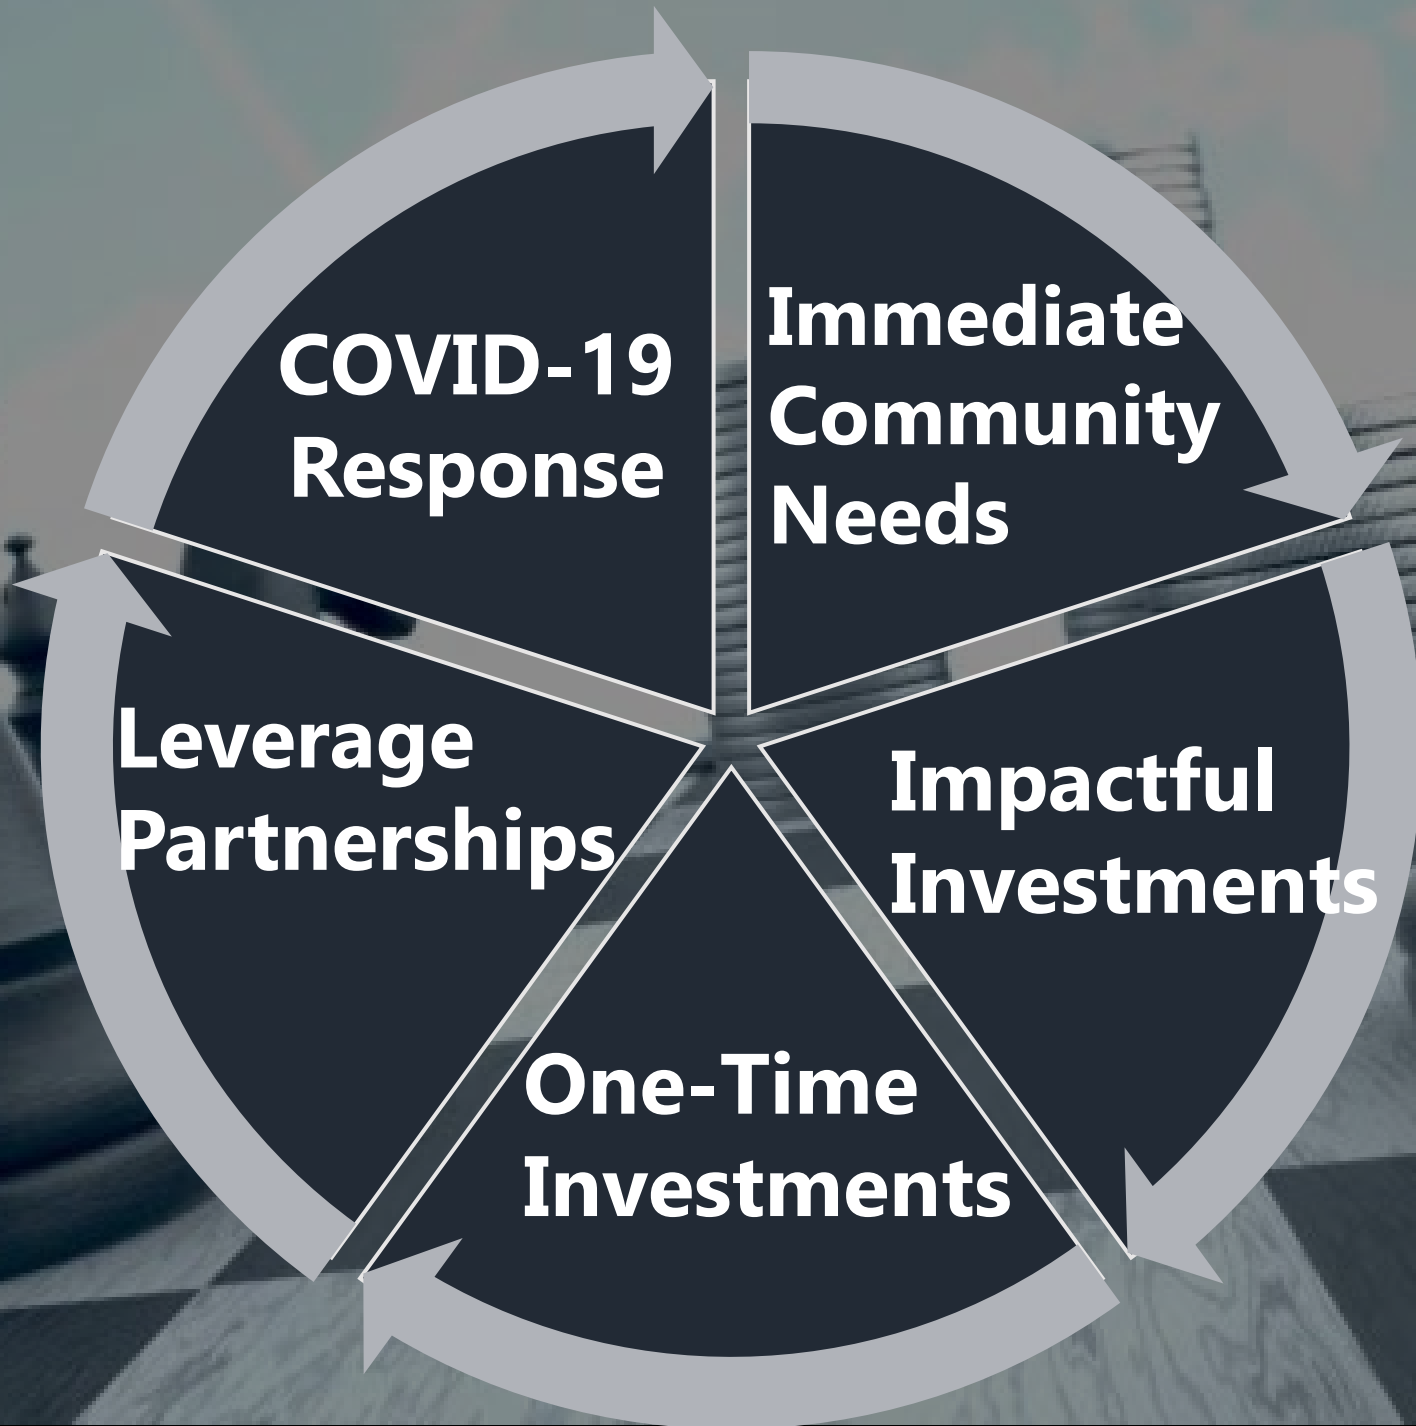 COVID-19
Response
Immediate
Community
Needs
Leverage
Partnerships
Impactful
Investments
One-Time
Investments